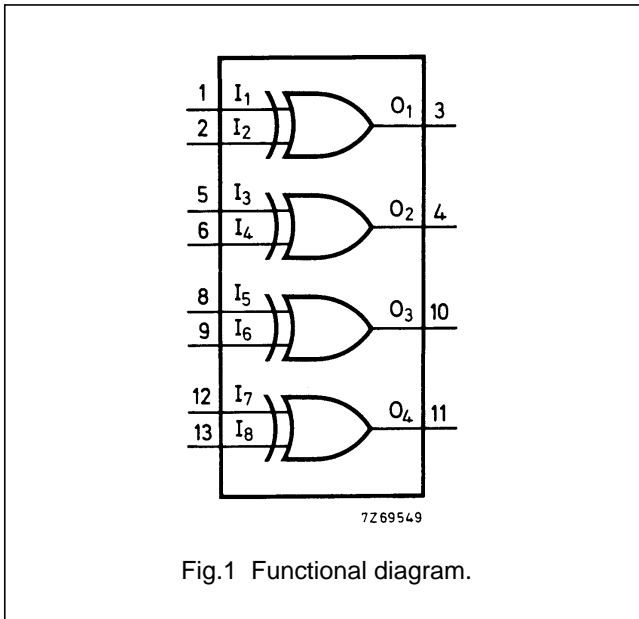 1 I₁ O₁ 3
2 I₂
5 I₃ O₂ 4
6 I₄
8 I₅ O₃ 10
9 I₆
12 I₇ O₄ 11
13 I₈
7Z69549
Fig.1 Functional diagram.